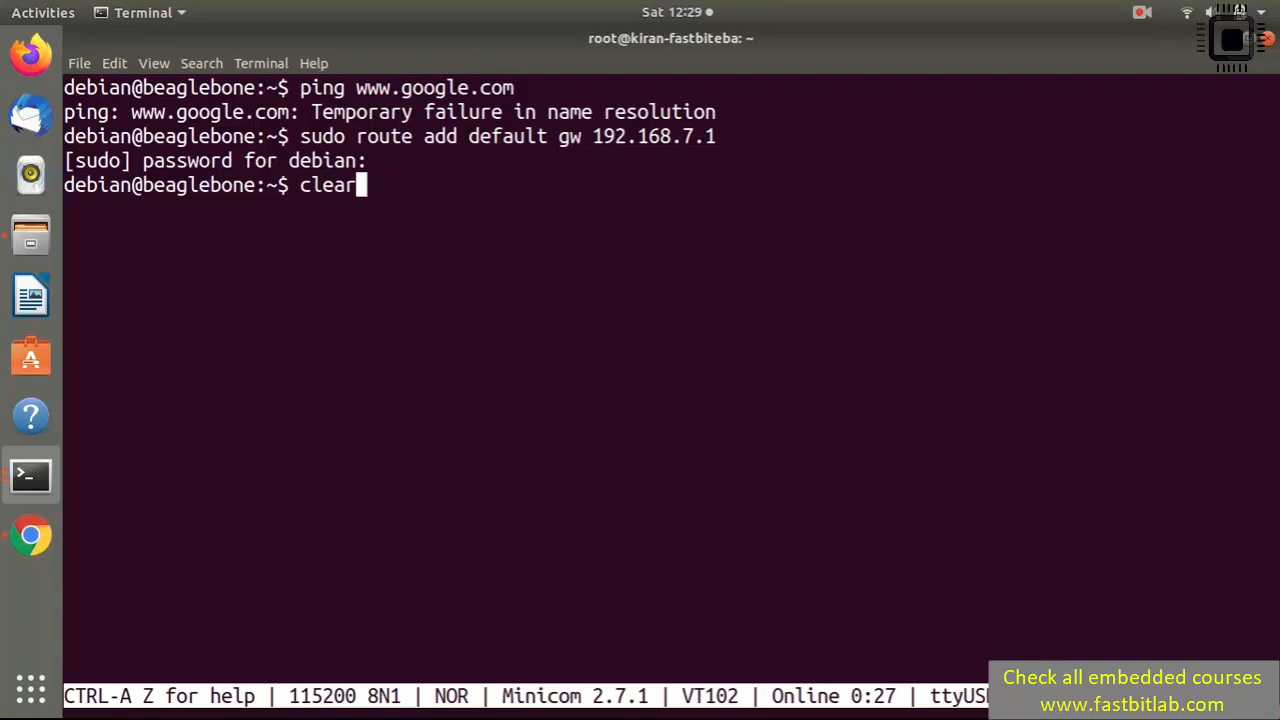 Activities Terminal Sat 12:29
root@kiran-fastbiteba: ~
File Edit View Search Terminal Help
debian@beaglebone:~$ ping www.google.com
ping: www.google.com: Temporary failure in name resolution
debian@beaglebone:~$ sudo route add default gw 192.168.7.1
[sudo] password for debian:
debian@beaglebone:~$ clear
CTRL-A Z for help | 115200 8N1 | NOR | Minicom 2.7.1 | VT102 | Online 0:27 |
Check all embedded courses
www.fastbitlab.com